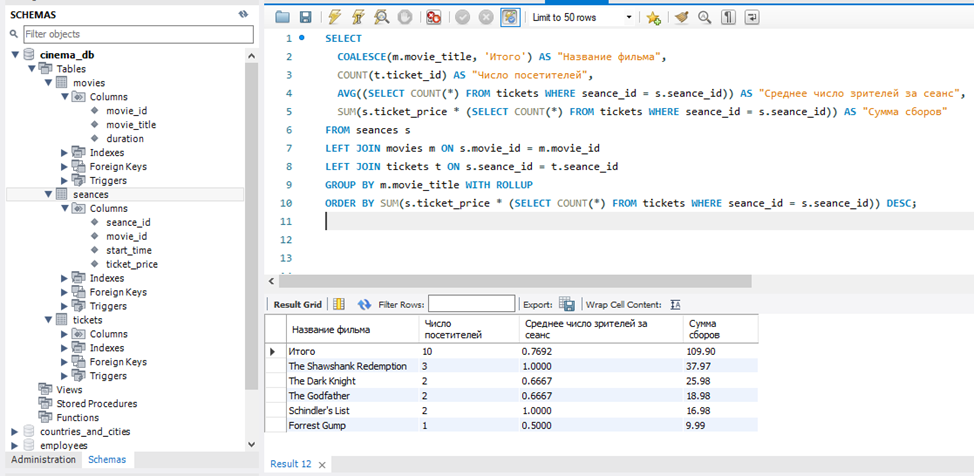 SCHEMAS
Filter objects
cinema_db
Tables
movies
Columns
movie_id
movie_title
duration
Indexes
Foreign Keys
Triggers
seances
Columns
seance_id
movie_id
start_time
ticket_price
Indexes
Foreign Keys
Triggers
tickets
Columns
Indexes
Foreign Keys
Triggers
Views
Stored Procedures
Functions
countries_and_cities
employees
Administration Schemas
Limit to 50 rows
1 SELECT
2 COALESCE(m.movie_title, 'Итого') AS "Название фильма",
3 COUNT(t.ticket_id) AS "Число посетителей",
4 AVG((SELECT COUNT(*) FROM tickets WHERE seance_id = s.seance_id)) AS "Среднее число зрителей за сеанс",
5 SUM(s.ticket_price * (SELECT COUNT(*) FROM tickets WHERE seance_id = s.seance_id)) AS "Сумма сборов"
6 FROM seances s
7 LEFT JOIN movies m ON s.movie_id = m.movie_id
8 LEFT JOIN tickets t ON s.seance_id = t.seance_id
9 GROUP BY m.movie_title WITH ROLLUP
10 ORDER BY SUM(s.ticket_price * (SELECT COUNT(*) FROM tickets WHERE seance_id = s.seance_id)) DESC;
11
12
13
Result Grid Filter Rows: Export: Wrap Cell Content:
Название фильма Число посетителей Среднее число зрителей за сеанс Сумма сборов
Итого 10 0.7692 109.90
The Shawshank Redemption 3 1.0000 37.97
The Dark Knight 2 0.6667 25.98
The Godfather 2 0.6667 18.98
Schindler's List 2 1.0000 16.98
Forrest Gump 1 0.5000 9.99
Result 12